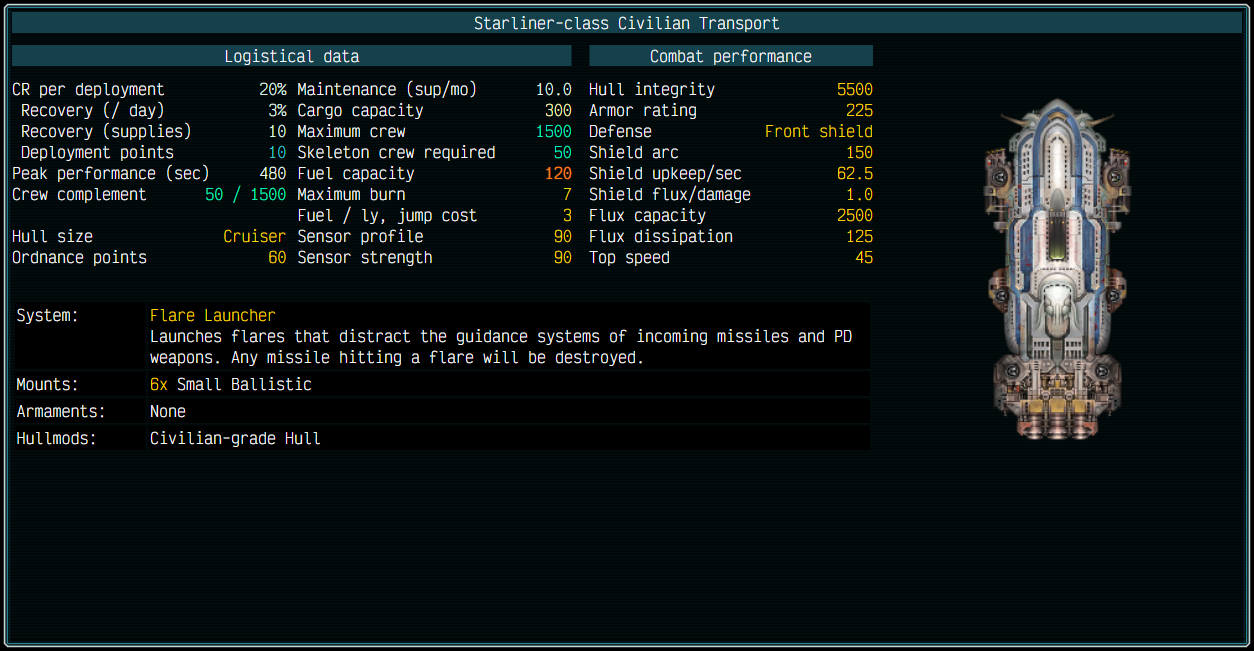 Starliner-class Civilian Transport
Logistical data Combat performance
CR per deployment 20% Maintenance (sup/mo) 10.0 Hull integrity 5500
Recovery (/ day) 3% Cargo capacity 300 Armor rating 225
Recovery (supplies) 10 Maximum crew 1500 Defense Front shield
Deployment points 10 Skeleton crew required 50 Shield arc 150
Peak performance (sec) 480 Fuel capacity 120 Shield upkeep/sec 62.5
Crew complement 50 / 1500 Maximum burn 7 Shield flux/damage 1.0
Fuel / ly, jump cost 3 Flux capacity 2500
Hull size Cruiser Sensor profile 90 Flux dissipation 125
Ordnance points 60 Sensor strength 90 Top speed 45
System: Flare Launcher
Launches flares that distract the guidance systems of incoming missiles and PD
weapons. Any missile hitting a flare will be destroyed.
Mounts: 6x Small Ballistic
Armaments: None
Hullmods: Civilian-grade Hull